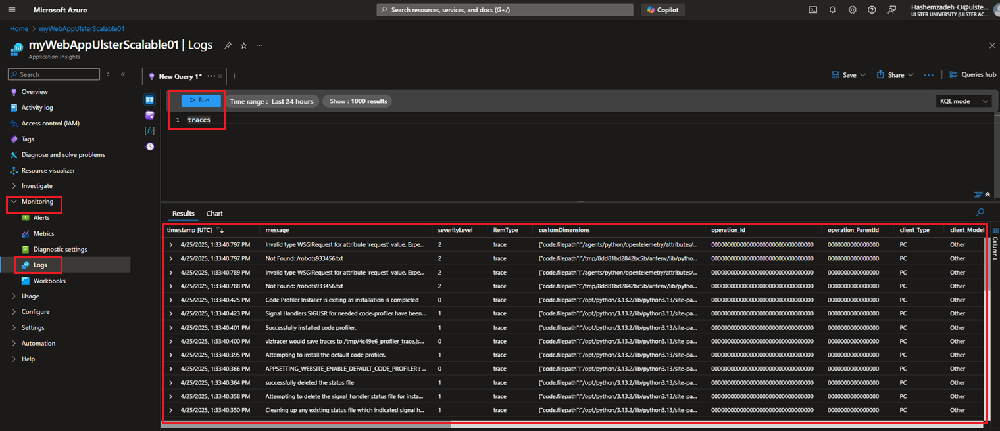 Microsoft Azure
Search resources, services, and docs (G+/)
Copilot
Hashemzadeh-O@ulste...
ULSTER UNIVERSITY (ULSTER.AC....
Home > myWebAppUlsterScalable01
myWebAppUlsterScalable01 | Logs
Application Insights
Search
Overview
Activity log
Access control (IAM)
Tags
Diagnose and solve problems
Resource visualizer
Investigate
Monitoring
Alerts
Metrics
Diagnostic settings
Logs
Workbooks
Usage
Configure
Settings
Automation
Help
New Query 1*
Save
Share
Queries hub
Run
Time range : Last 24 hours
Show : 1000 results
KQL mode
1 traces
Results Chart
timestamp [UTC] message severityLevel itemType customDimensions operation_Id operation_ParentId client_Type client_Model
4/25/2025, 1:33:40.797 PM Invalid type WSGIRequest for attribute 'request' value. Expe... 2 trace {"code.filepath":"/agents/python/opentelemetry/attributes/... 00000000000000000000000000000000 0000000000000000 PC Other
4/25/2025, 1:33:40.797 PM Not Found: /robots933456.txt 2 trace {"code.filepath":"/tmp/8dd81bd2842bc5b/antenv/lib/pytho... 00000000000000000000000000000000 0000000000000000 PC Other
4/25/2025, 1:33:40.789 PM Invalid type WSGIRequest for attribute 'request' value. Expe... 2 trace {"code.filepath":"/agents/python/opentelemetry/attributes/... 00000000000000000000000000000000 0000000000000000 PC Other
4/25/2025, 1:33:40.788 PM Not Found: /robots933456.txt 2 trace {"code.filepath":"/tmp/8dd81bd2842bc5b/antenv/lib/pytho... 00000000000000000000000000000000 0000000000000000 PC Other
4/25/2025, 1:33:40.425 PM Code Profiler Installer is exiting as installation is completed 0 trace {"code.filepath":"/opt/python/3.13.2/lib/python3.13/site-pa... 00000000000000000000000000000000 0000000000000000 PC Other
4/25/2025, 1:33:40.423 PM Signal Handlers SIGUSR for needed code-profiler have been... 1 trace {"code.filepath":"/opt/python/3.13.2/lib/python3.13/site-pa... 00000000000000000000000000000000 0000000000000000 PC Other
4/25/2025, 1:33:40.401 PM Successfully installed code profiler. 1 trace {"code.filepath":"/opt/python/3.13.2/lib/python3.13/site-pa... 00000000000000000000000000000000 0000000000000000 PC Other
4/25/2025, 1:33:40.400 PM viztracer would save traces to /tmp/4c49e6_profiler_trace.js... 0 trace {"code.filepath":"/opt/python/3.13.2/lib/python3.13/site-pa... 00000000000000000000000000000000 0000000000000000 PC Other
4/25/2025, 1:33:40.395 PM Attempting to install the default code profiler. 1 trace {"code.filepath":"/opt/python/3.13.2/lib/python3.13/site-pa... 00000000000000000000000000000000 0000000000000000 PC Other
4/25/2025, 1:33:40.366 PM APPSETTING_WEBSITE_ENABLE_DEFAULT_CODE_PROFILER : ... 0 trace {"code.filepath":"/opt/python/3.13.2/lib/python3.13/site-pa... 00000000000000000000000000000000 0000000000000000 PC Other
4/25/2025, 1:33:40.364 PM successfully deleted the status file 1 trace {"code.filepath":"/opt/python/3.13.2/lib/python3.13/site-pa... 00000000000000000000000000000000 0000000000000000 PC Other
4/25/2025, 1:33:40.358 PM Attempting to delete the signal_handler status file for insta... 1 trace {"code.filepath":"/opt/python/3.13.2/lib/python3.13/site-pa... 00000000000000000000000000000000 0000000000000000 PC Other
4/25/2025, 1:33:40.350 PM Cleaning up any existing status file which indicated signal h... 1 trace {"code.filepath":"/opt/python/3.13.2/lib/python3.13/site-pa... 00000000000000000000000000000000 0000000000000000 PC Other
Columns